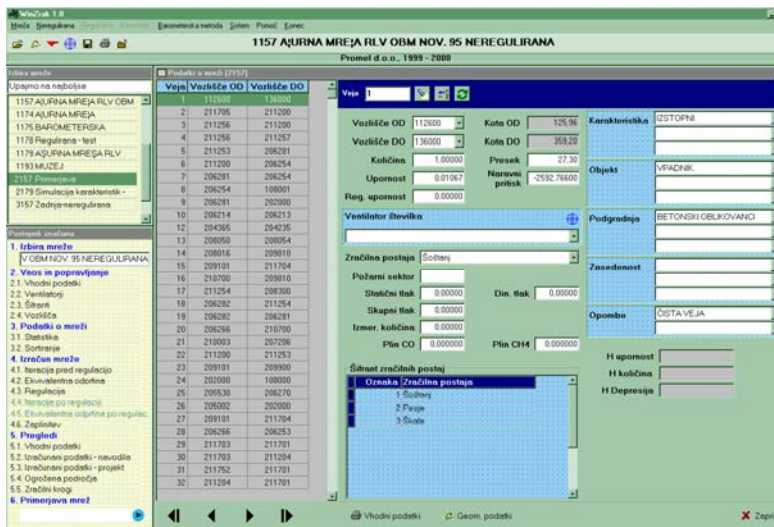 WinZrak 1.0
Mreža Neregulirana Barometerska metoda Sistem Pomoč Konec
1157 A¦URNA MRE¦A RLV OBM NOV. 95 NEREGULIRANA
Promel d.o.o., 1999 - 2000
Izbira mreže
Upajmo na najboljše
1157 A¦URNA MRE¦A RLV OBM
1174 A¦URNA MRE¦A
1175 BAROMETERSKA
1178 Regulirana - test
1179 AŠURNA MREŠA RLV
1193 MUZEJ
2157 Primerjava
2179 Simulacija karakteristik -
3157 Zadnja-neregulirana
Postopek izračuna
1. Izbira mreže
V OBM NOV. 95 NEREGULIRANA
2. Vnos in popravljanje
2.1. Vhodni podatki
2.2. Ventilatorji
2.3. Šifranti
2.4. Vozlišča
3. Podatki o mreži
3.1. Statistika
3.2. Sortiranje
4. Izračun mreže
4.1. Iteracija pred regulacijo
4.2. Ekvivalentna odprtina
4.3. Regulacija
4.4. Iteracija po regulaciji
4.5. Ekvivalentna odprtina po regulac.
4.6. Zaplinitev
5. Pregledi
5.1. Vhodni podatki
5.2. Izračunani podatki - navodila
5.3. Izračunani podatki - projekt
5.4. Ogrožena področja
5.5. Zračilni krogi
6. Primerjava mrež
Podatki o mreži [2157]
Veja Vozlišče OD Vozlišče DO
1 112600 136000
2 211705 211200
3 211256 211200
4 211256 211257
5 211253 206281
6 211200 206254
7 206281 206254
8 206254 108001
9 206281 202000
10 206214 206213
12 204365 204235
13 208050 208054
14 208016 209810
15 209101 211704
16 210700 209810
17 211254 208300
18 206282 211254
19 206282 206281
20 206266 210700
21 210003 207206
22 211200 211253
23 209101 209900
24 202000 108000
25 205530 206270
26 205002 202000
27 209101 211704
28 206266 206253
29 211703 211701
30 211703 211204
31 211752 211701
32 211204 211701
Veja 1
Vozlišče OD 112600 Kota OD 125,96
Vozlišče DO 136000 Kota DO 359,20
Količina 1,00000 Presek 27,30
Upornost 0,01067 Naravni pritisk -2592,76600
Reg. upornost 0,00000
Ventilator številka
Zračilna postaja Šoštanj
Požarni sektor
Statični tlak 0,00000 Din. tlak 0,00000
Skupni tlak 0,00000
Izmer. količina 0,00000
Plin CO 0,00000 Plin CH4 0,00000
Šifrant zračilnih postaj
Oznaka Zračilna postaja
1 Šoštanj
2 Pesje
3 Škale
Karakteristika IZSTOPNI
Objekt VPADNIK
Podgradnja BETONSKI OBLIKOVANCI
Zasedenost
Opombe ČISTA VEJA
H upornost
H količina
H Depresija
Vhodni podatki Geom. podatki Zapri